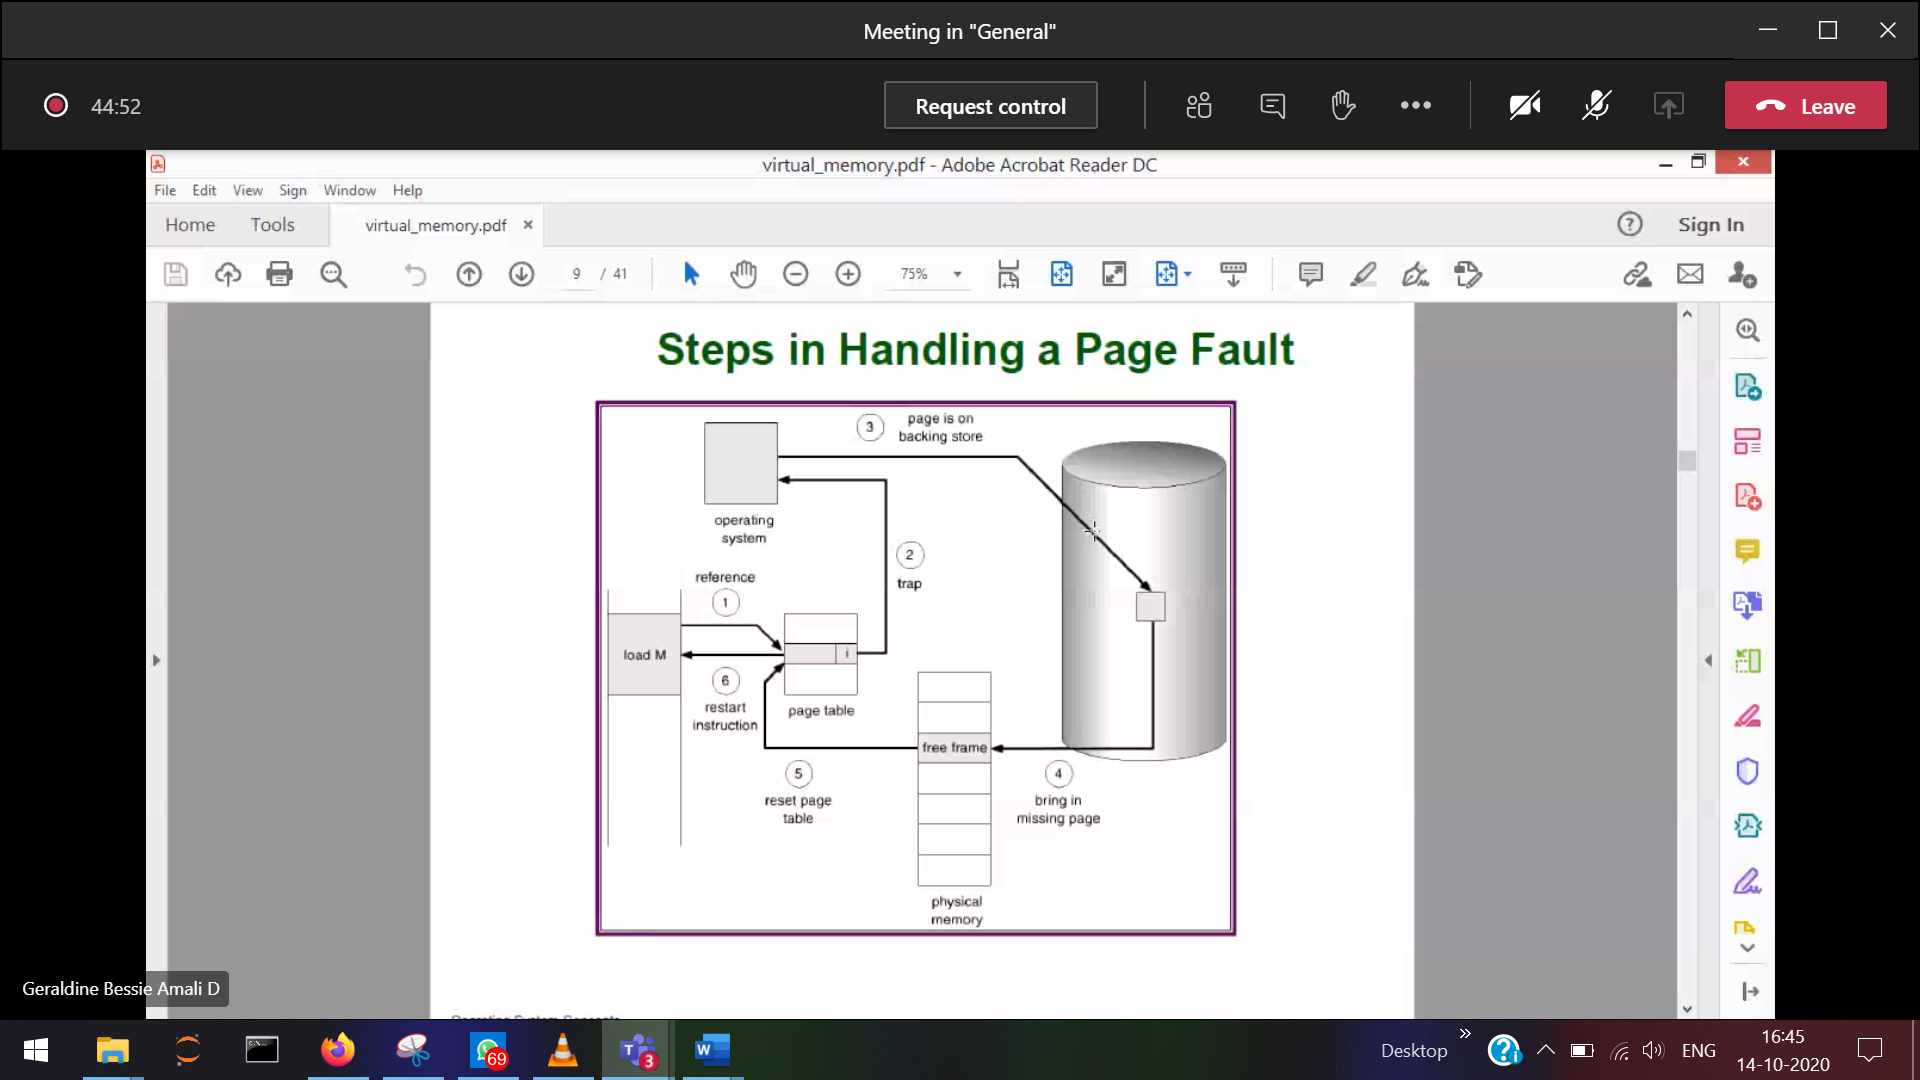 Meeting in "General"
44:52
Request control
Leave
virtual_memory.pdf - Adobe Acrobat Reader DC
File Edit View Sign Window Help
Home Tools virtual_memory.pdf
Sign In
9 / 41
75%
Steps in Handling a Page Fault
3
page is on
backing store
operating
system
2
trap
reference
1
load M
i
6
restart
instruction
page table
free frame
5
reset page
table
4
bring in
missing page
physical
memory
Geraldine Bessie Amali D
Operating System Concepts
69
3
Desktop
ENG
16:45
14-10-2020